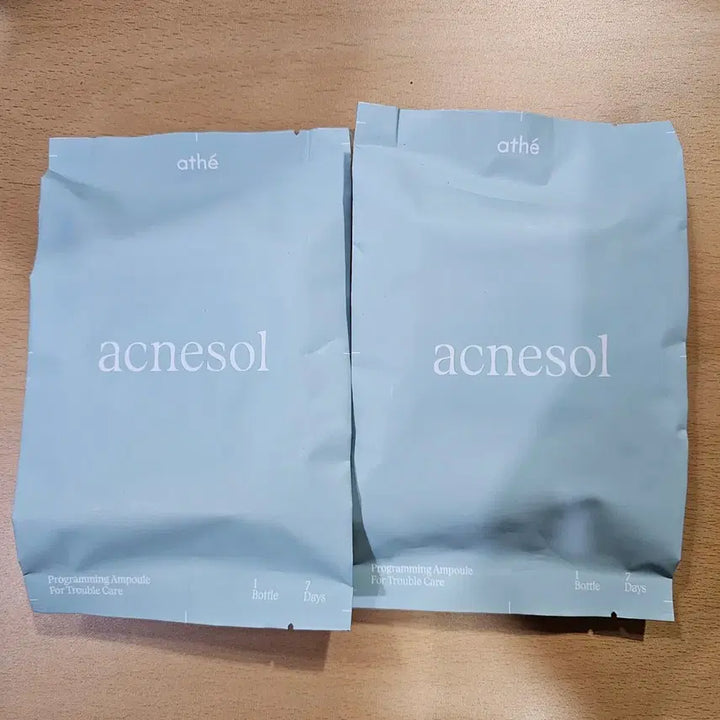 athé
acnesol
Programming Ampoule
For Trouble Care
1
Bottle
7
Days
athé
acnesol
Programming Ampoule
For Trouble Care
1
Bottle
7
Days